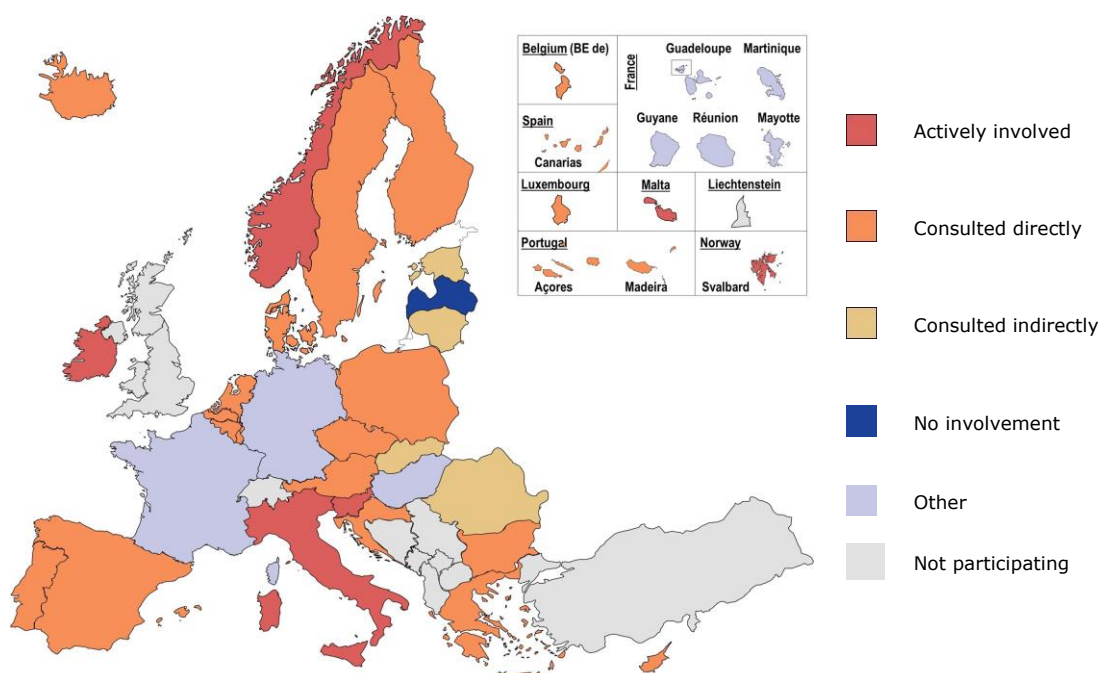 Belgium (BE de)
France
Guadeloupe
Martinique
Guyane
Réunion
Mayotte
Spain
Canarias
Luxembourg
Malta
Liechtenstein
Portugal
Açores
Madeira
Norway
Svalbard
Actively involved
Consulted directly
Consulted indirectly
No involvement
Other
Not participating